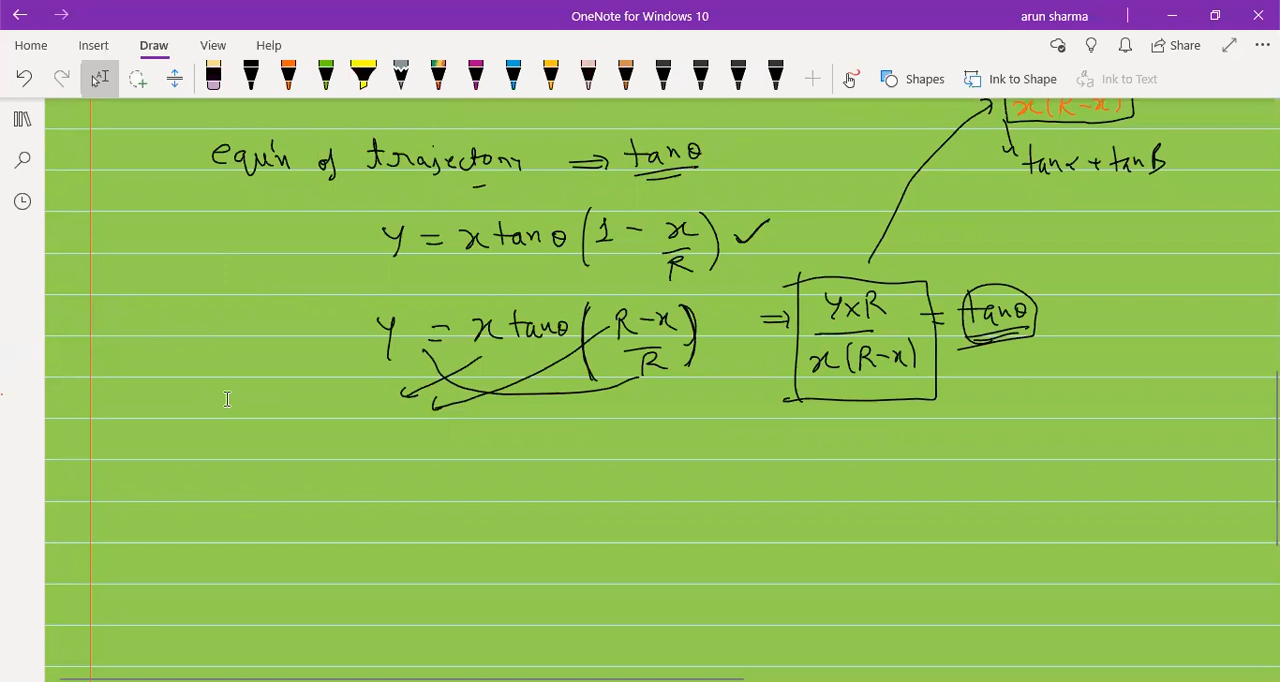 OneNote for Windows 10
arun sharma
Home Insert Draw View Help
Share
Shapes Ink to Shape Ink to Text
x(R-x)
equ'n of trajectory ⟹ tanθ
tanα + tanβ
y = x tanθ (1 - x/R) ✓
y = x tanθ (R-x/R) ⟹ y×R/x(R-x) = tanθ